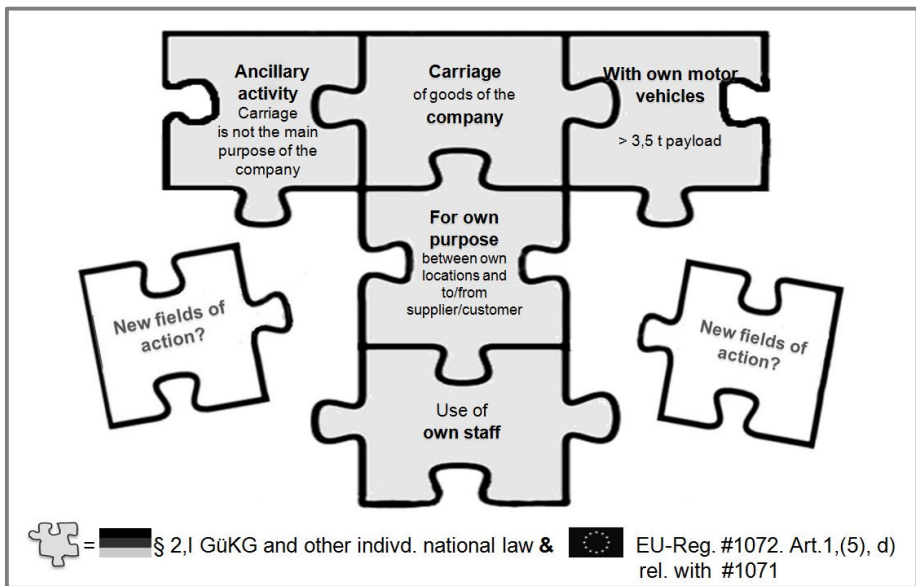 Ancillary
activity
Carriage
is not the main
purpose of the
company
Carriage
of goods of the
company
With own motor
vehicles
> 3,5 t payload
For own
purpose
between own
locations and
to/from
supplier/customer
New fields of
action?
New fields of
action?
Use of
own staff
= § 2,I GüKG and other indivd. national law & EU-Reg. #1072. Art.1,(5), d)
rel. with #1071